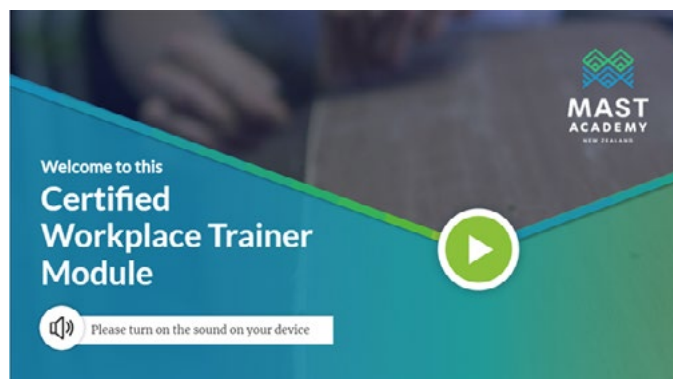 MAST
ACADEMY
NEW ZEALAND
Welcome to this
Certified
Workplace Trainer
Module
Please turn on the sound on your device